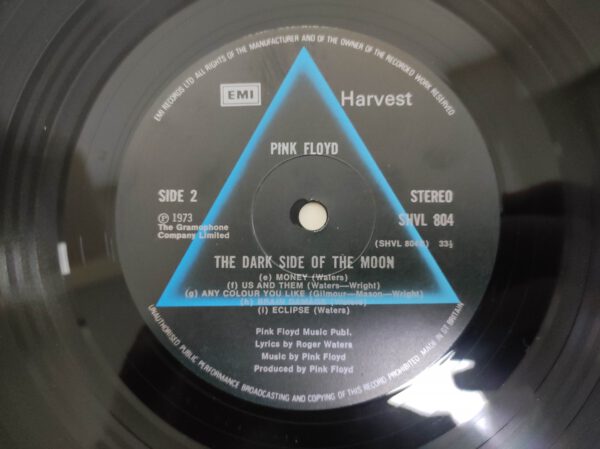 EMI RECORDS LTD ALL RIGHTS OF THE MANUFACTURER AND OF THE OWNER OF THE RECORDED WORK RESERVED
EMI
Harvest
PINK FLOYD
SIDE 2
STEREO
SHVL 804
Ⓟ 1973
The Gramophone
Company Limited
33⅓
THE DARK SIDE OF THE MOON
(e) MONEY (Waters)
(f) US AND THEM (Waters—Wright)
(g) ANY COLOUR YOU LIKE (Gilmour—Mason—Wright)
(h) BRAIN DAMAGE (Waters)
(i) ECLIPSE (Waters)
Pink Floyd Music Publ.
Lyrics by Roger Waters
Music by Pink Floyd
Produced by Pink Floyd
UNAUTHORISED PUBLIC PERFORMANCE BROADCASTING AND COPYING OF THIS RECORD PROHIBITED MADE IN GT BRITAIN